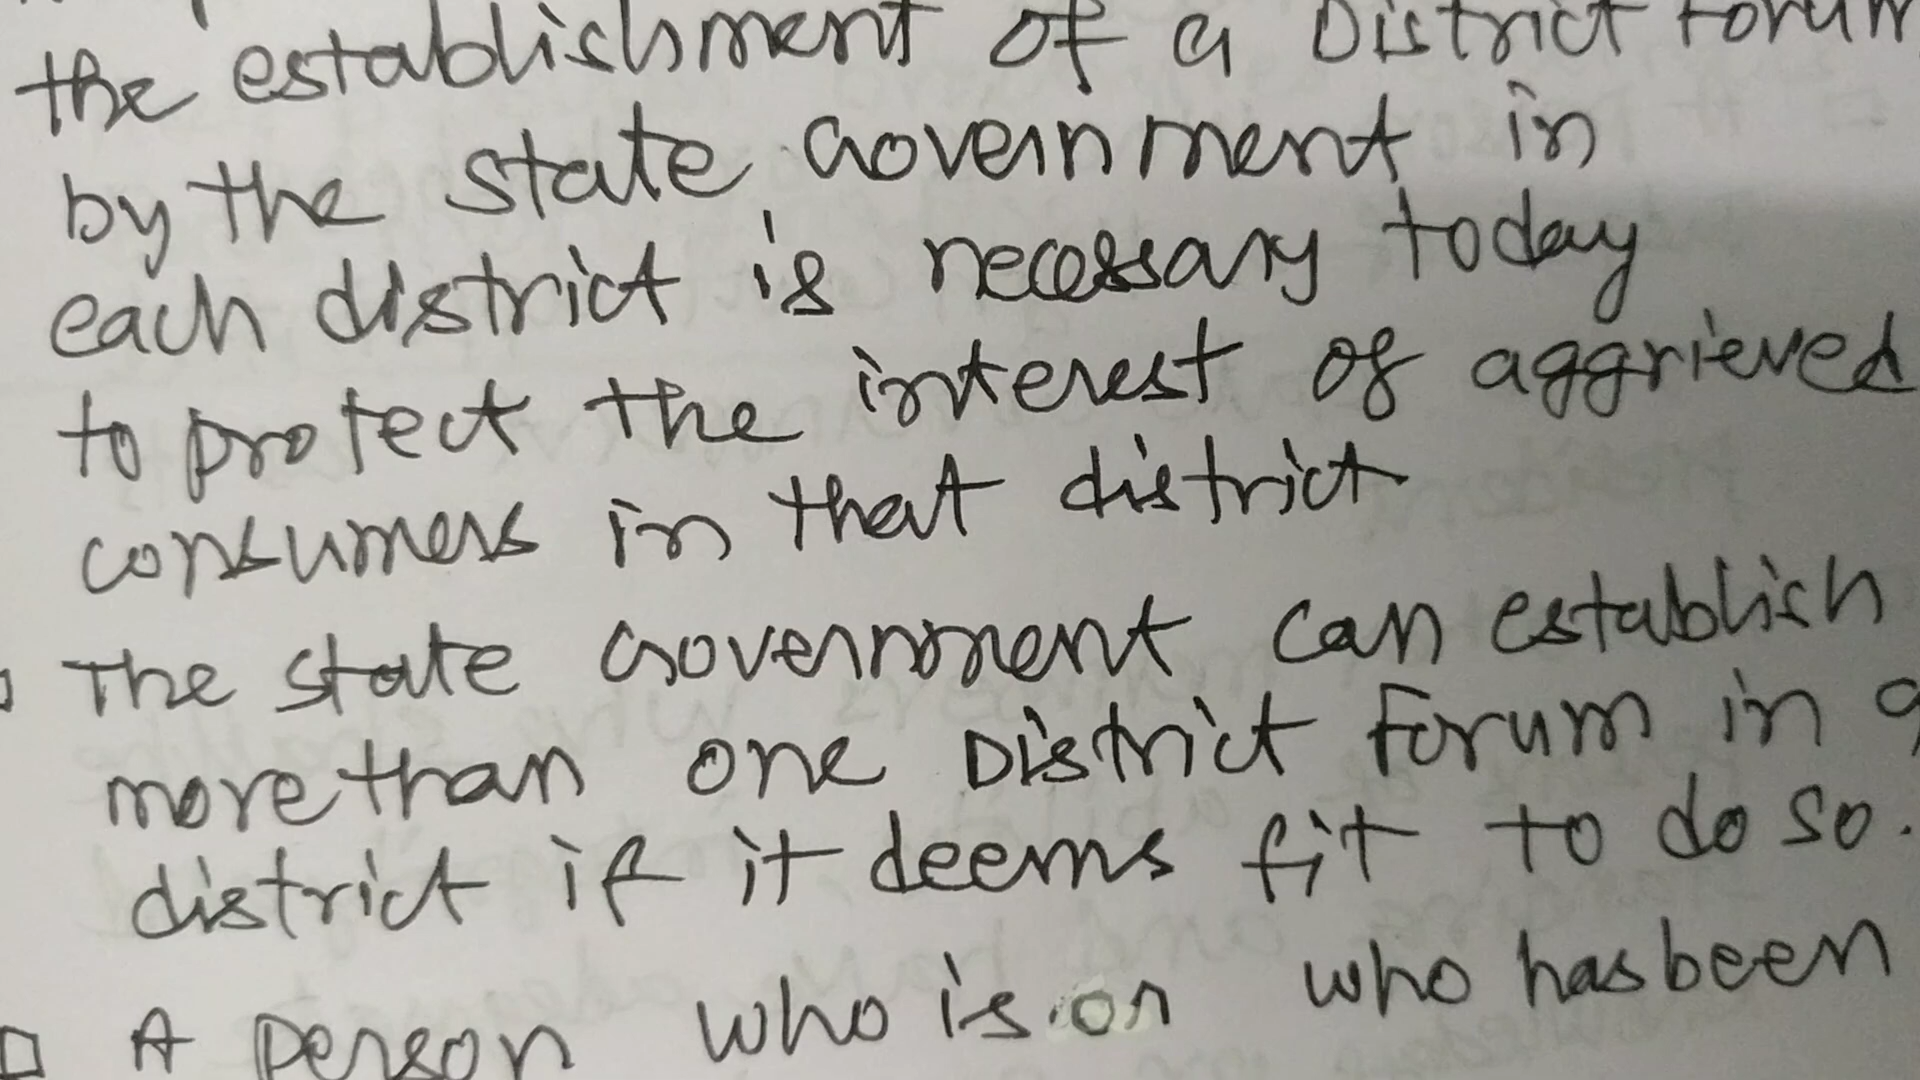 the establishment of a District Forum
by the state Government in
each district is necessary today
to protect the interest of aggrieved
consumers in that district
□ The state Government can establish
more than one District Forum in a
district if it deems fit to do so.
□ A person who is or who has been